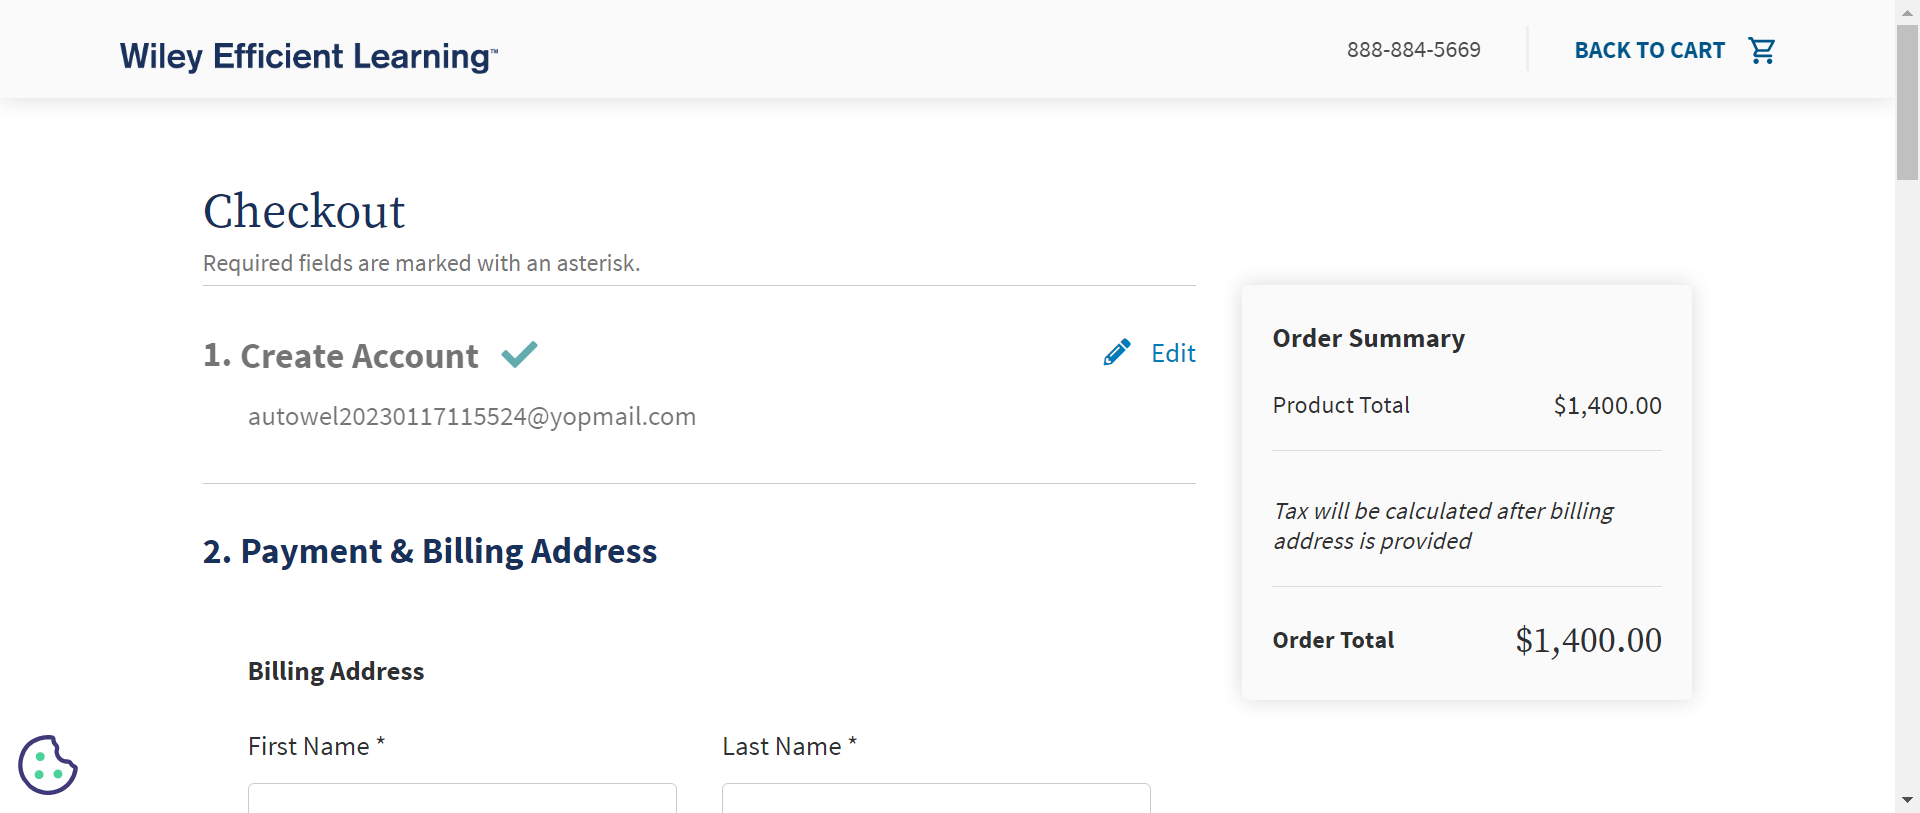 Wiley Efficient Learning™
888-884-5669
BACK TO CART
Checkout
Required fields are marked with an asterisk.
1. Create Account
Edit
autowel20230117115524@yopmail.com
2. Payment & Billing Address
Billing Address
First Name *
Last Name *
Order Summary
Product Total $1,400.00
Tax will be calculated after billing
address is provided
Order Total $1,400.00